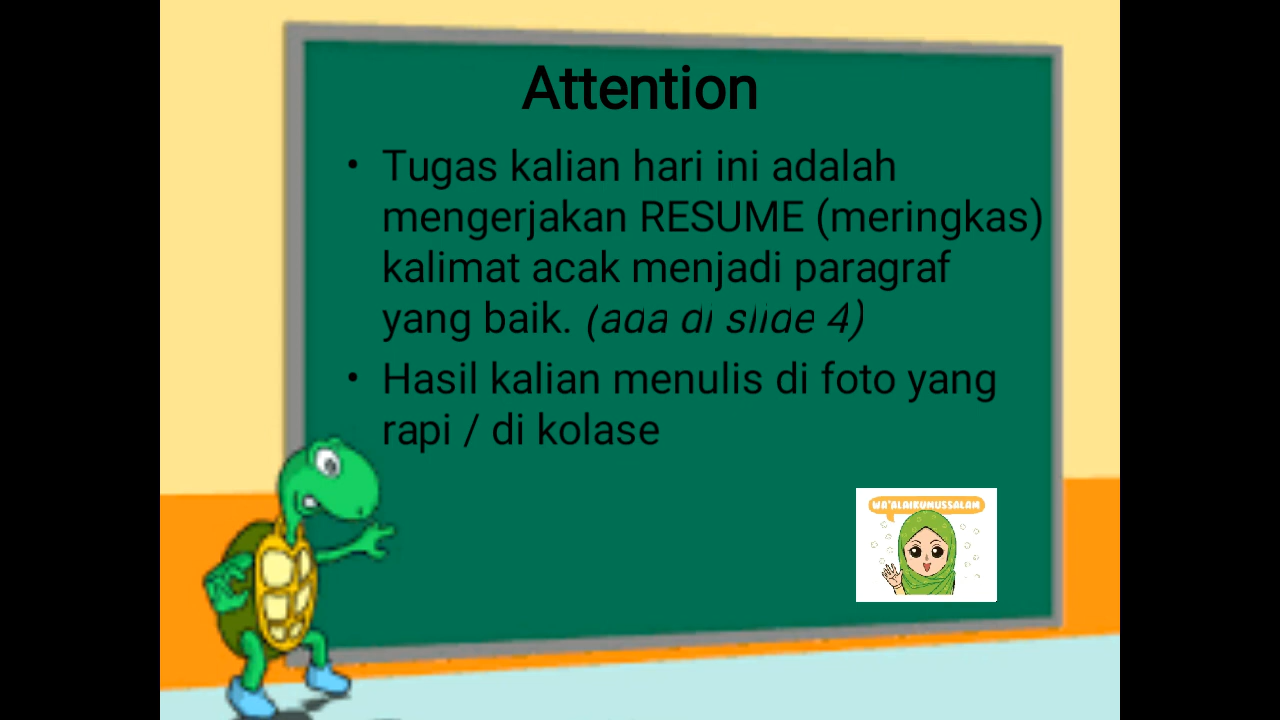 Attention
• Tugas kalian hari ini adalah
mengerjakan RESUME (meringkas)
kalimat acak menjadi paragraf
yang baik. (ada di slide 4)
• Hasil kalian menulis di foto yang
rapi / di kolase
WA'ALAIKUMUSSALAM